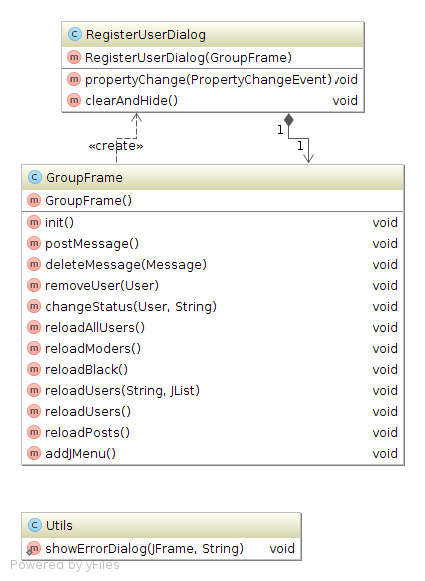 RegisterUserDialog
RegisterUserDialog(GroupFrame)
propertyChange(PropertyChangeEvent) void
clearAndHide() void
1
«create»
1
GroupFrame
GroupFrame()
init() void
postMessage() void
deleteMessage(Message) void
removeUser(User) void
changeStatus(User, String) void
reloadAllUsers() void
reloadModers() void
reloadBlack() void
reloadUsers(String, JList) void
reloadUsers() void
reloadPosts() void
addJMenu() void
Utils
showErrorDialog(JFrame, String) void
Powered by yFiles